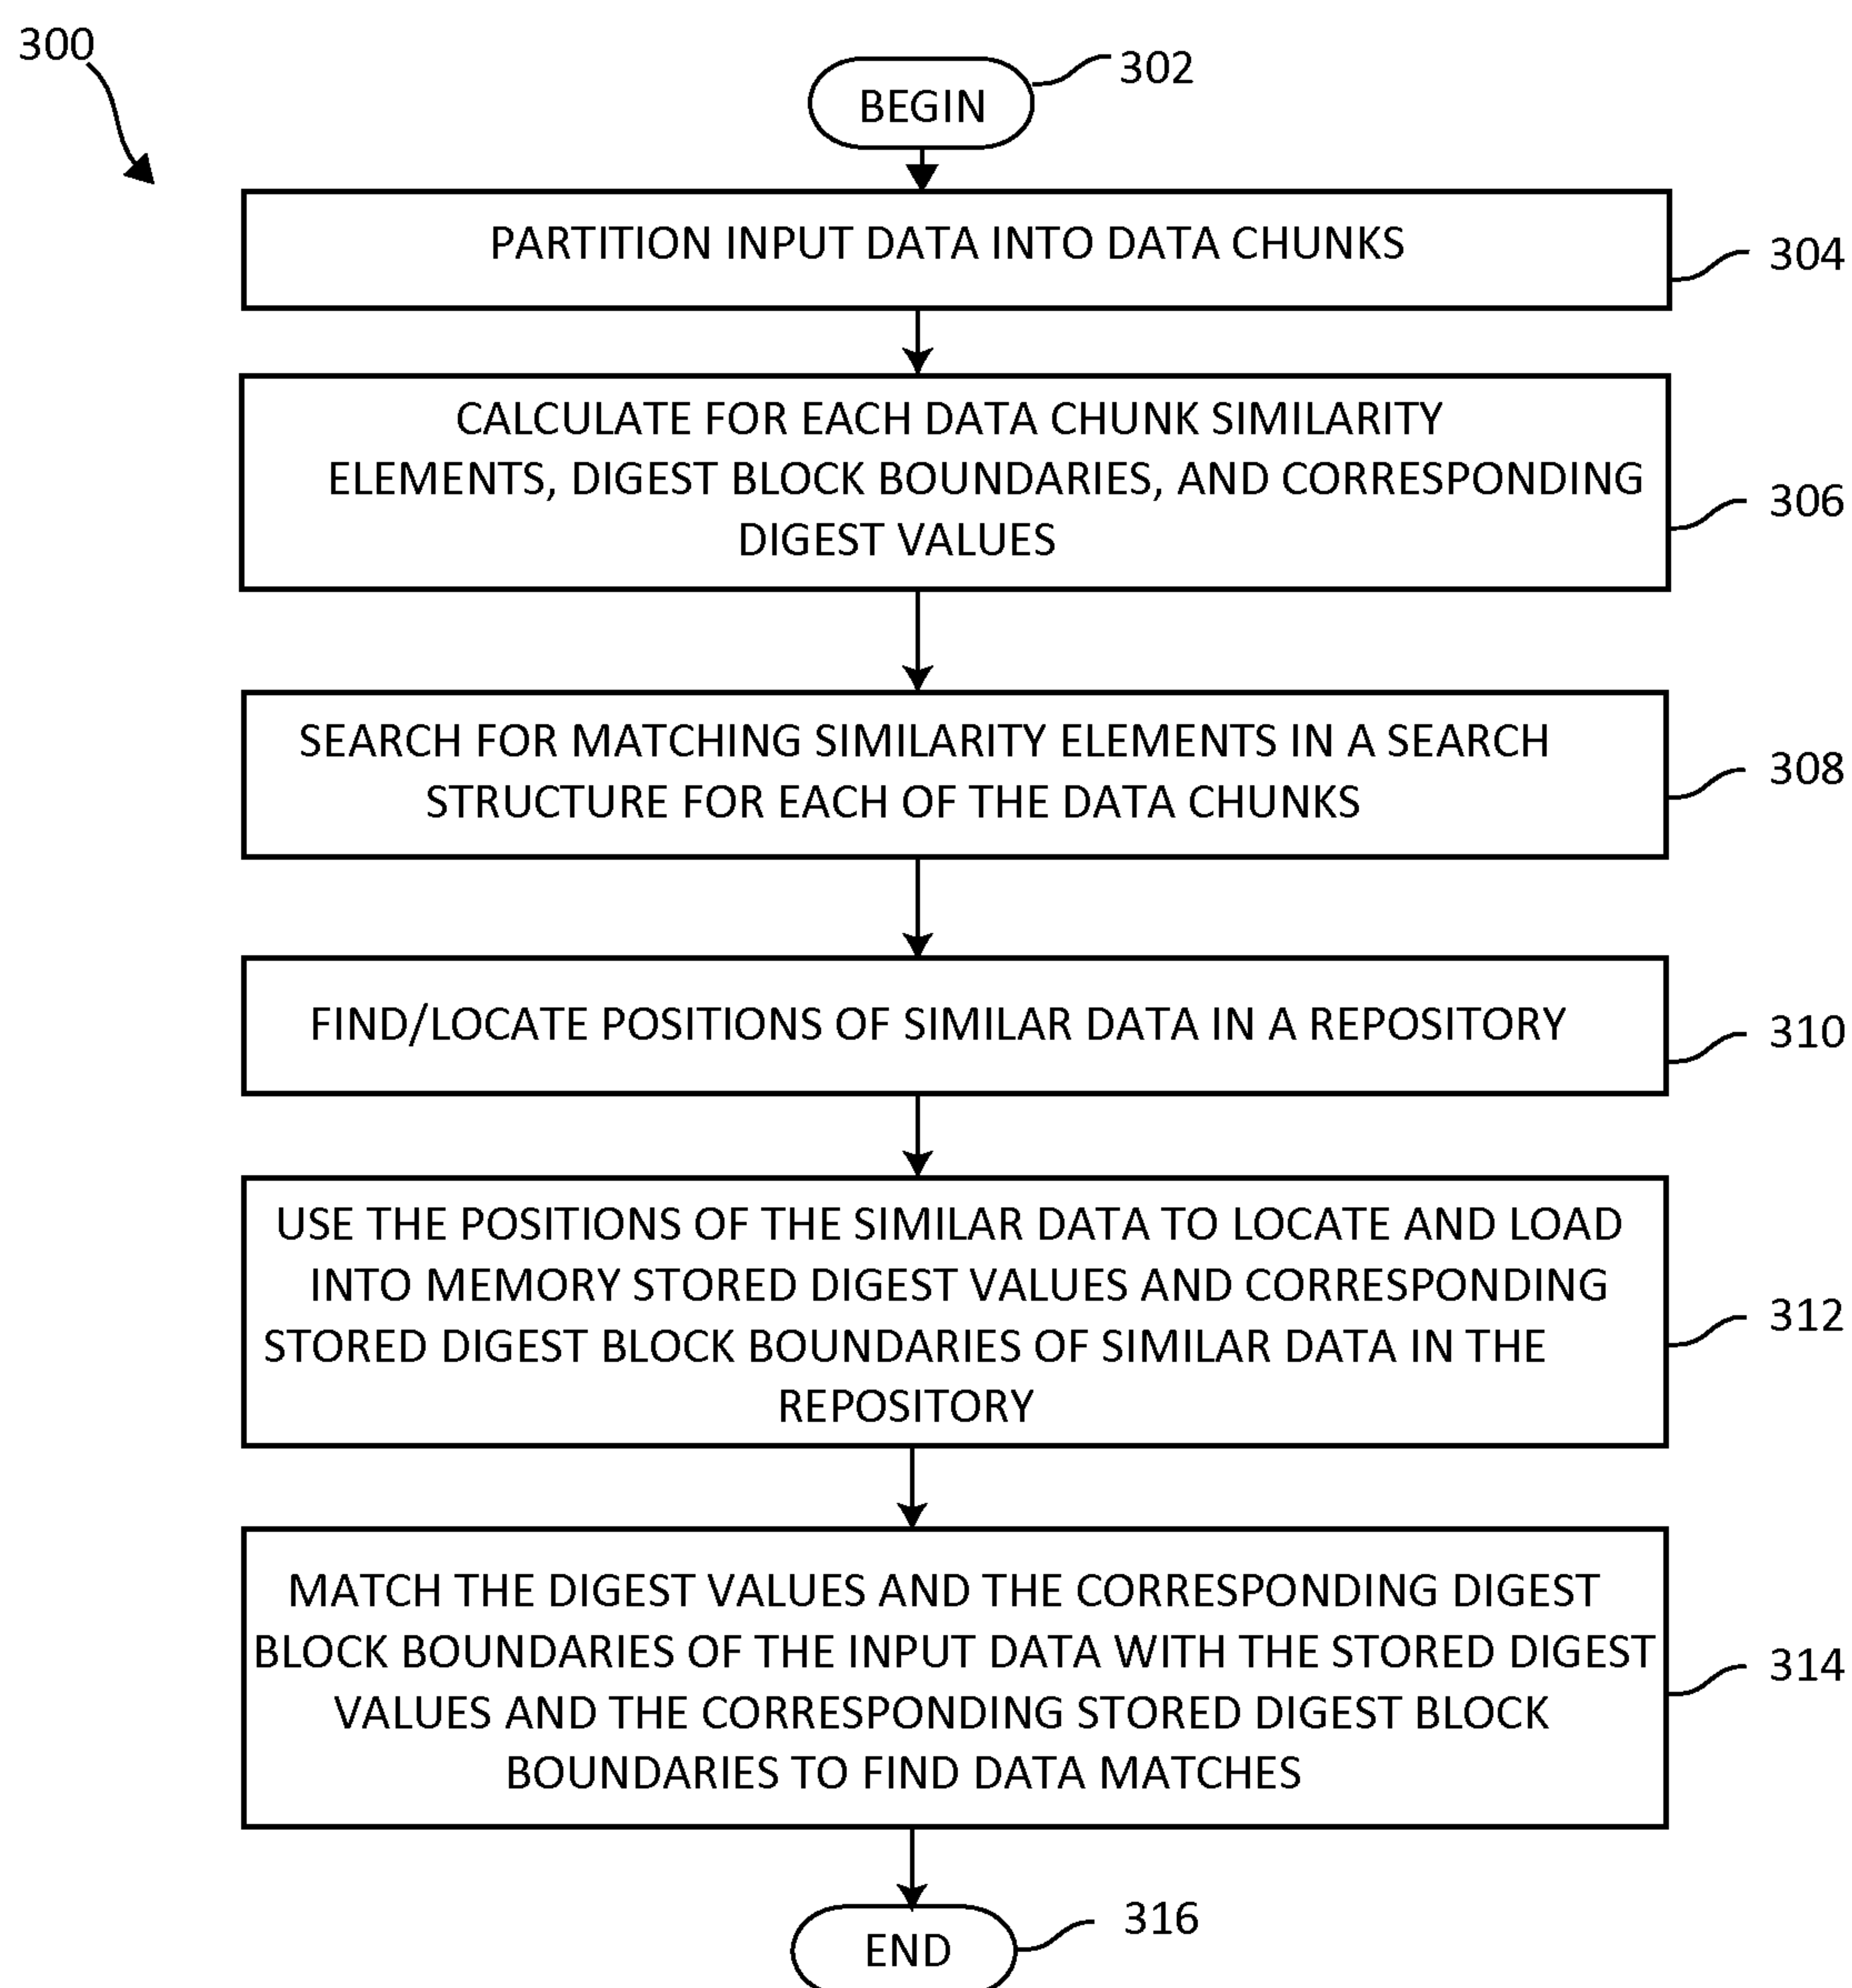 300
302
BEGIN
PARTITION INPUT DATA INTO DATA CHUNKS
304
CALCULATE FOR EACH DATA CHUNK SIMILARITY
ELEMENTS, DIGEST BLOCK BOUNDARIES, AND CORRESPONDING
DIGEST VALUES
306
SEARCH FOR MATCHING SIMILARITY ELEMENTS IN A SEARCH
STRUCTURE FOR EACH OF THE DATA CHUNKS
308
FIND/LOCATE POSITIONS OF SIMILAR DATA IN A REPOSITORY
310
USE THE POSITIONS OF THE SIMILAR DATA TO LOCATE AND LOAD
INTO MEMORY STORED DIGEST VALUES AND CORRESPONDING
STORED DIGEST BLOCK BOUNDARIES OF SIMILAR DATA IN THE
REPOSITORY
312
MATCH THE DIGEST VALUES AND THE CORRESPONDING DIGEST
BLOCK BOUNDARIES OF THE INPUT DATA WITH THE STORED DIGEST
VALUES AND THE CORRESPONDING STORED DIGEST BLOCK
BOUNDARIES TO FIND DATA MATCHES
314
316
END